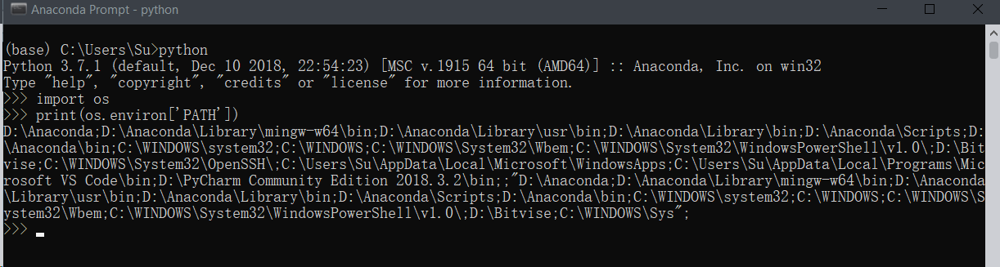 Anaconda Prompt - python
(base) C:\Users\Su>python
Python 3.7.1 (default, Dec 10 2018, 22:54:23) [MSC v.1915 64 bit (AMD64)] :: Anaconda, Inc. on win32
Type "help", "copyright", "credits" or "license" for more information.
>>> import os
>>> print(os.environ['PATH'])
D:\Anaconda;D:\Anaconda\Library\mingw-w64\bin;D:\Anaconda\Library\usr\bin;D:\Anaconda\Library\bin;D:\Anaconda\Scripts;D:
\Anaconda\bin;C:\WINDOWS\system32;C:\WINDOWS;C:\WINDOWS\System32\Wbem;C:\WINDOWS\System32\WindowsPowerShell\v1.0\;D:\Bit
vise;C:\WINDOWS\System32\OpenSSH\;C:\Users\Su\AppData\Local\Microsoft\WindowsApps;C:\Users\Su\AppData\Local\Programs\Mic
rosoft VS Code\bin;D:\PyCharm Community Edition 2018.3.2\bin;;"D:\Anaconda;D:\Anaconda\Library\mingw-w64\bin;D:\Anaconda
\Library\usr\bin;D:\Anaconda\Library\bin;D:\Anaconda\Scripts;D:\Anaconda\bin;C:\WINDOWS\system32;C:\WINDOWS;C:\WINDOWS\S
ystem32\Wbem;C:\WINDOWS\System32\WindowsPowerShell\v1.0\;D:\Bitvise;C:\WINDOWS\Sys";
>>>